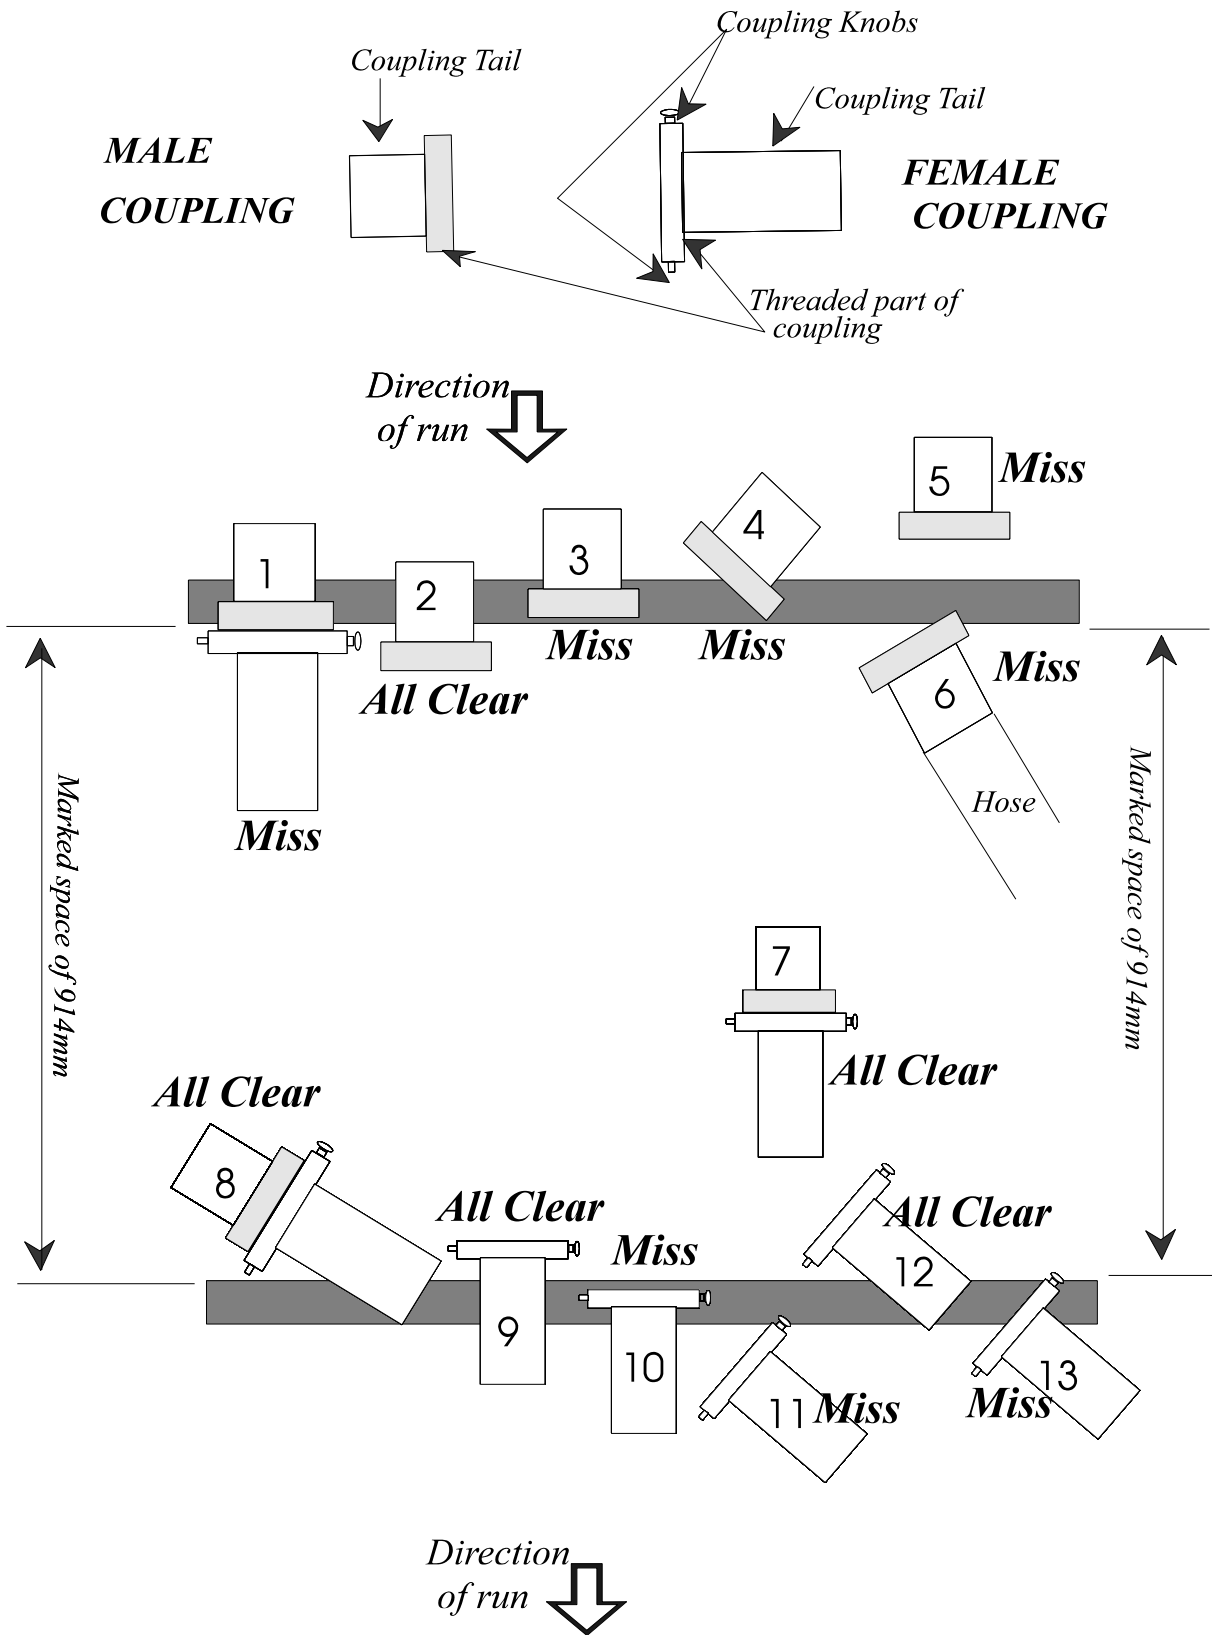 Coupling Knobs
Coupling Tail
Coupling Tail
MALE
COUPLING
FEMALE
COUPLING
Threaded part of
coupling
Direction
of run
5
Miss
4
3
1
2
Miss
Miss
Miss
All Clear
6
Hose
Miss
Marked space of 914mm
Marked space of 914mm
7
All Clear
All Clear
8
All Clear
Miss
All Clear
12
9
10
13
11
Miss
Miss
Direction
of run